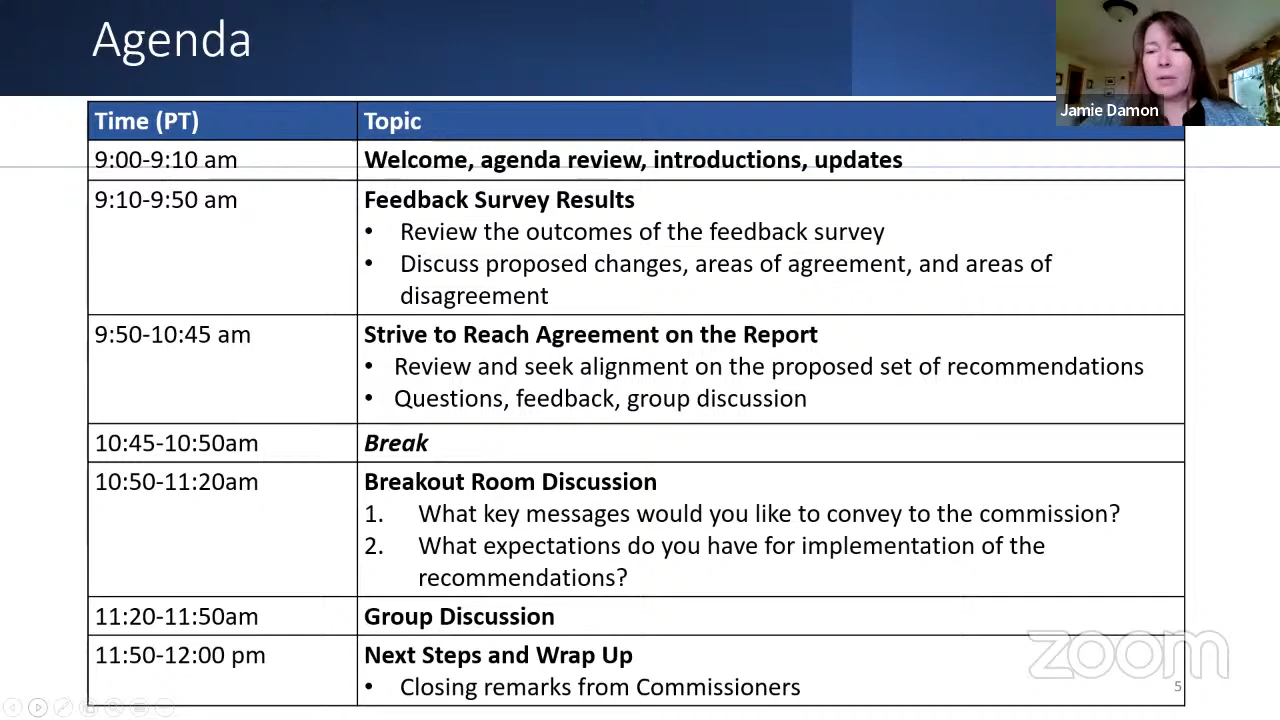 Agenda
Jamie Damon
Time (PT) Topic
9:00-9:10 am Welcome, agenda review, introductions, updates
9:10-9:50 am Feedback Survey Results
• Review the outcomes of the feedback survey
• Discuss proposed changes, areas of agreement, and areas of
disagreement
9:50-10:45 am Strive to Reach Agreement on the Report
• Review and seek alignment on the proposed set of recommendations
• Questions, feedback, group discussion
10:45-10:50am Break
10:50-11:20am Breakout Room Discussion
1. What key messages would you like to convey to the commission?
2. What expectations do you have for implementation of the
recommendations?
11:20-11:50am Group Discussion
11:50-12:00 pm Next Steps and Wrap Up
• Closing remarks from Commissioners
zoom
5